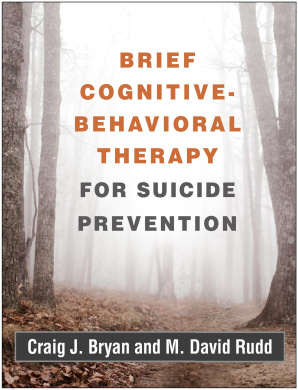 BRIEF
COGNITIVE-
BEHAVIORAL
THERAPY
FOR SUICIDE
PREVENTION
Craig J. Bryan and M. David Rudd